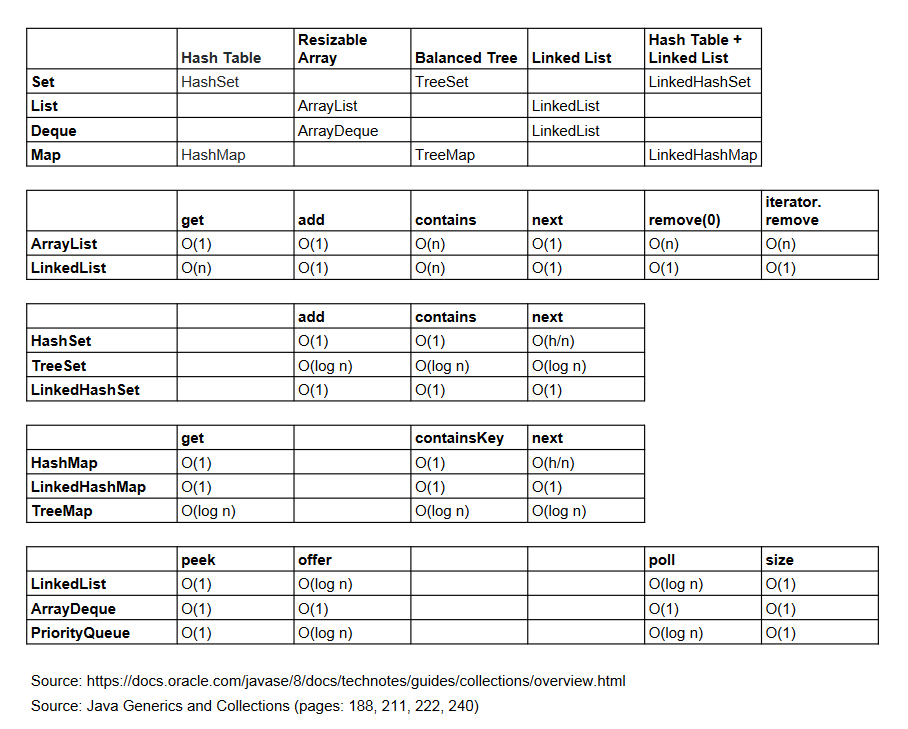 Hash Table Resizable Array Balanced Tree Linked List Hash Table + Linked List
Set HashSet TreeSet LinkedHashSet
List ArrayList LinkedList
Deque ArrayDeque LinkedList
Map HashMap TreeMap LinkedHashMap
get add contains next remove(0) iterator. remove
ArrayList O(1) O(1) O(n) O(1) O(n) O(n)
LinkedList O(n) O(1) O(n) O(1) O(1) O(1)
add contains next
HashSet O(1) O(1) O(h/n)
TreeSet O(log n) O(log n) O(log n)
LinkedHashSet O(1) O(1) O(1)
get containsKey next
HashMap O(1) O(1) O(h/n)
LinkedHashMap O(1) O(1) O(1)
TreeMap O(log n) O(log n) O(log n)
peek offer poll size
LinkedList O(1) O(log n) O(log n) O(1)
ArrayDeque O(1) O(1) O(1) O(1)
PriorityQueue O(1) O(log n) O(log n) O(1)
Source: https://docs.oracle.com/javase/8/docs/technotes/guides/collections/overview.html
Source: Java Generics and Collections (pages: 188, 211, 222, 240)